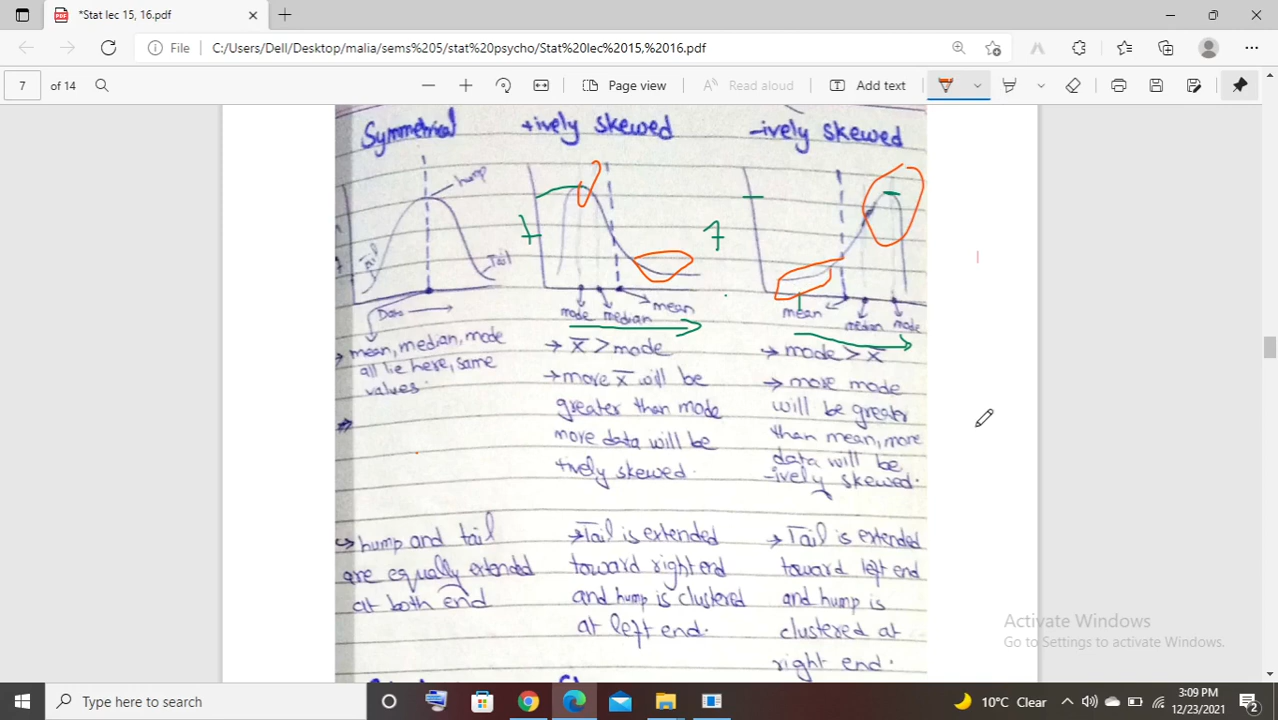 *Stat lec 15, 16.pdf
File
C:/Users/Dell/Desktop/malia/sems%205/stat%20psycho/Stat%20lec%2015,%2016.pdf
7 of 14
Page view
Read aloud
Add text
Symmetrical
hump
Tail
Tail
Data
mean, median, mode
all lie here, same
values.
hump and tail
are equally extended
at both end
+ively skewed
f
mode median mean
x̄ > mode
more x̄ will be
greater than mode
more data will be
+ively skewed.
Tail is extended
toward right end
and hump is clustered
at left end.
-ively skewed
f
mean median mode
mode > x̄
more mode
will be greater
than mean, more
data will be
-ively skewed.
Tail is extended
toward left end
and hump is
clustered at
right end.
Activate Windows
Go to Settings to activate Windows.
Type here to search
10°C Clear
3:09 PM
12/23/2021
2